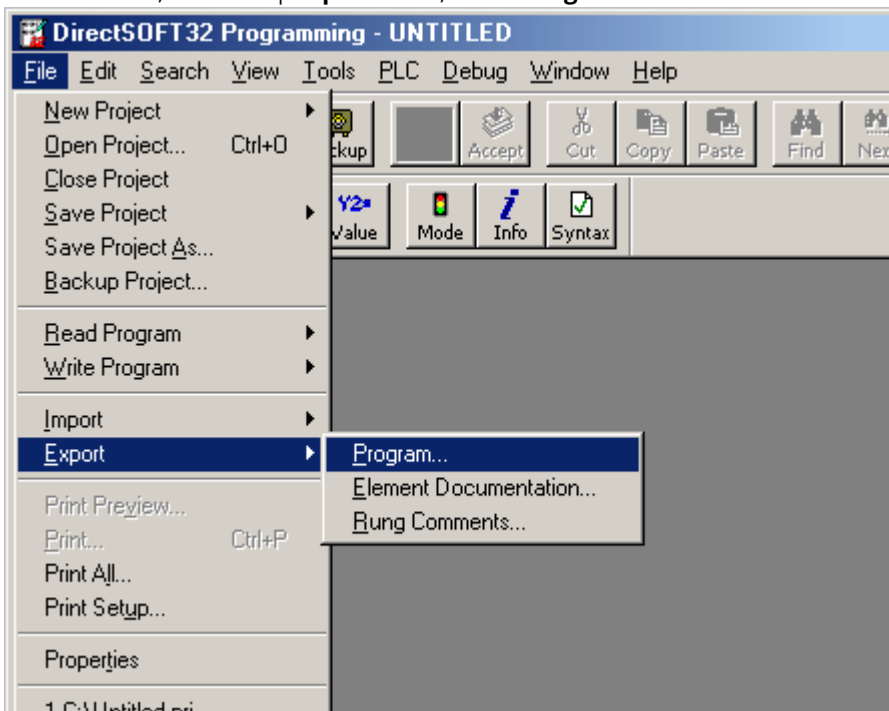 DirectSOFT32 Programming - UNTITLED
File Edit Search View Tools PLC Debug Window Help
New Project
Open Project... Ctrl+O
Close Project
Save Project
Save Project As...
Backup Project...
Read Program
Write Program
Import
Export
Print Preview...
Print... Ctrl+P
Print All...
Print Setup...
Properties
Program...
Element Documentation...
Rung Comments...
Accept Cut Copy Paste Find
Value Mode Info Syntax